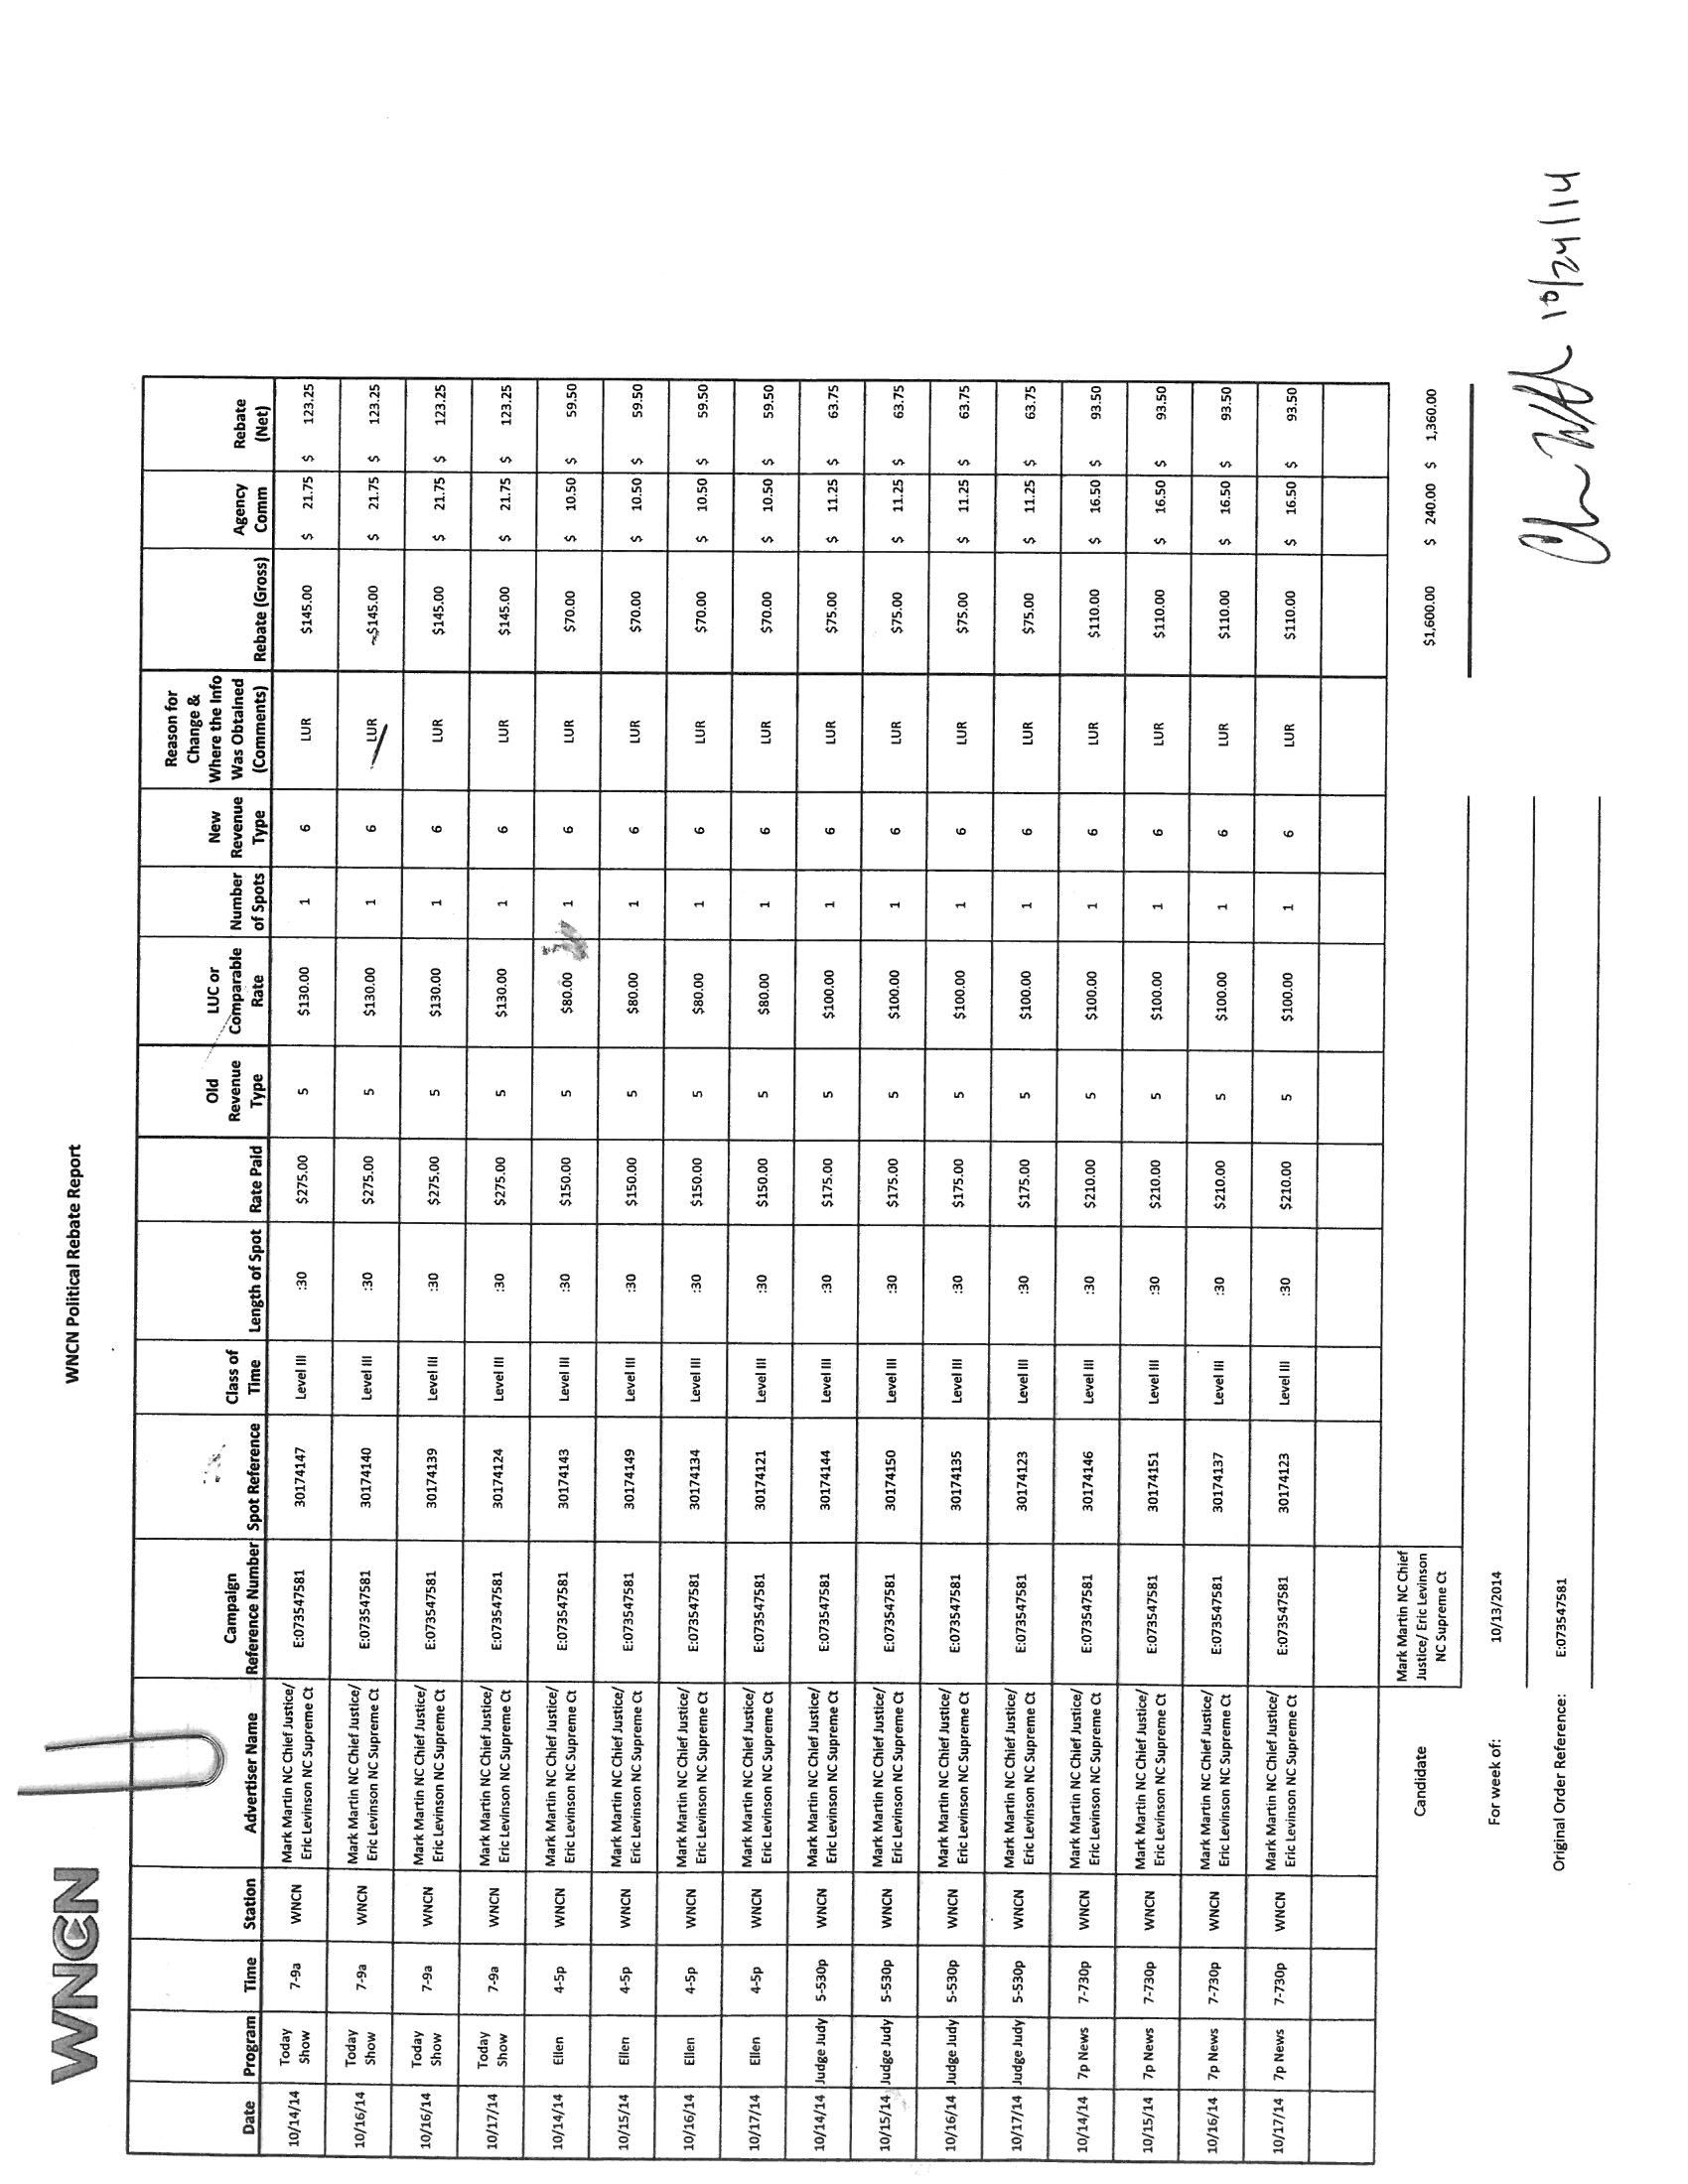 WNCN
WNCN Political Rebate Report
Date Program Time Station Advertiser Name Campaign Reference Number Spot Reference Class of Time Length of Spot Rate Paid Old Revenue Type LUC or Comparable Rate Number of Spots New Revenue Type Reason for Change & Where the Info Was Obtained (Comments) Rebate (Gross) Agency Comm Rebate (Net)
10/14/14 Today Show 7-9a WNCN Mark Martin NC Chief Justice/ Eric Levinson NC Supreme Ct E:073547581 30174147 Level III :30 $275.00 5 $130.00 1 6 LUR $145.00 $ 21.75 $ 123.25
10/16/14 Today Show 7-9a WNCN Mark Martin NC Chief Justice/ Eric Levinson NC Supreme Ct E:073547581 30174140 Level III :30 $275.00 5 $130.00 1 6 LUR $145.00 $ 21.75 $ 123.25
10/16/14 Today Show 7-9a WNCN Mark Martin NC Chief Justice/ Eric Levinson NC Supreme Ct E:073547581 30174139 Level III :30 $275.00 5 $130.00 1 6 LUR $145.00 $ 21.75 $ 123.25
10/17/14 Today Show 7-9a WNCN Mark Martin NC Chief Justice/ Eric Levinson NC Supreme Ct E:073547581 30174124 Level III :30 $275.00 5 $130.00 1 6 LUR $145.00 $ 21.75 $ 123.25
10/14/14 Ellen 4-5p WNCN Mark Martin NC Chief Justice/ Eric Levinson NC Supreme Ct E:073547581 30174143 Level III :30 $150.00 5 $80.00 1 6 LUR $70.00 $ 10.50 $ 59.50
10/15/14 Ellen 4-5p WNCN Mark Martin NC Chief Justice/ Eric Levinson NC Supreme Ct E:073547581 30174149 Level III :30 $150.00 5 $80.00 1 6 LUR $70.00 $ 10.50 $ 59.50
10/16/14 Ellen 4-5p WNCN Mark Martin NC Chief Justice/ Eric Levinson NC Supreme Ct E:073547581 30174134 Level III :30 $150.00 5 $80.00 1 6 LUR $70.00 $ 10.50 $ 59.50
10/17/14 Ellen 4-5p WNCN Mark Martin NC Chief Justice/ Eric Levinson NC Supreme Ct E:073547581 30174121 Level III :30 $150.00 5 $80.00 1 6 LUR $70.00 $ 10.50 $ 59.50
10/14/14 Judge Judy 5-530p WNCN Mark Martin NC Chief Justice/ Eric Levinson NC Supreme Ct E:073547581 30174144 Level III :30 $175.00 5 $100.00 1 6 LUR $75.00 $ 11.25 $ 63.75
10/15/14 Judge Judy 5-530p WNCN Mark Martin NC Chief Justice/ Eric Levinson NC Supreme Ct E:073547581 30174150 Level III :30 $175.00 5 $100.00 1 6 LUR $75.00 $ 11.25 $ 63.75
10/16/14 Judge Judy 5-530p WNCN Mark Martin NC Chief Justice/ Eric Levinson NC Supreme Ct E:073547581 30174135 Level III :30 $175.00 5 $100.00 1 6 LUR $75.00 $ 11.25 $ 63.75
10/17/14 Judge Judy 5-530p WNCN Mark Martin NC Chief Justice/ Eric Levinson NC Supreme Ct E:073547581 30174123 Level III :30 $175.00 5 $100.00 1 6 LUR $75.00 $ 11.25 $ 63.75
10/14/14 7p News 7-730p WNCN Mark Martin NC Chief Justice/ Eric Levinson NC Supreme Ct E:073547581 30174146 Level III :30 $210.00 5 $100.00 1 6 LUR $110.00 $ 16.50 $ 93.50
10/15/14 7p News 7-730p WNCN Mark Martin NC Chief Justice/ Eric Levinson NC Supreme Ct E:073547581 30174151 Level III :30 $210.00 5 $100.00 1 6 LUR $110.00 $ 16.50 $ 93.50
10/16/14 7p News 7-730p WNCN Mark Martin NC Chief Justice/ Eric Levinson NC Supreme Ct E:073547581 30174137 Level III :30 $210.00 5 $100.00 1 6 LUR $110.00 $ 16.50 $ 93.50
10/17/14 7p News 7-730p WNCN Mark Martin NC Chief Justice/ Eric Levinson NC Supreme Ct E:073547581 30174123 Level III :30 $210.00 5 $100.00 1 6 LUR $110.00 $ 16.50 $ 93.50
Candidate Mark Martin NC Chief Justice/ Eric Levinson NC Supreme Ct $1,600.00 $ 240.00 $ 1,360.00
For week of: 10/13/2014
Original Order Reference: E:073547581
10/24/14